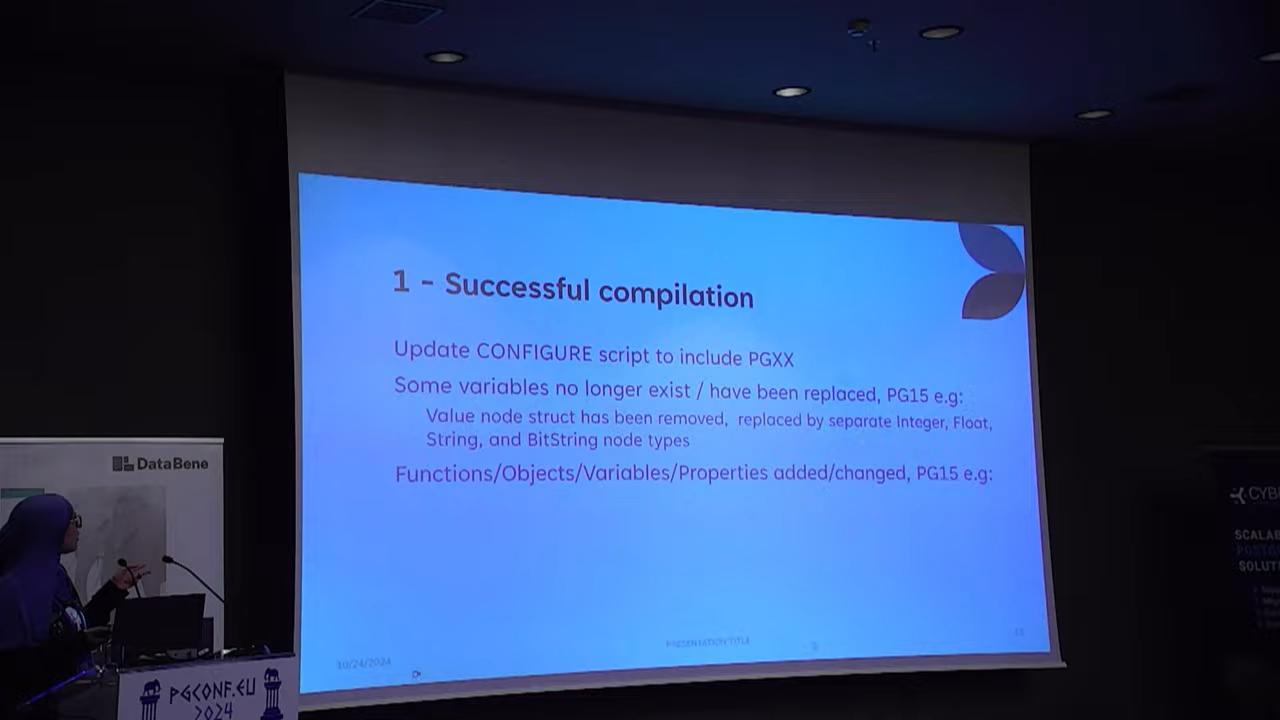 1 - Successful compilation
Update CONFIGURE script to include PGXX
Some variables no longer exist / have been replaced, PG15 e.g:
Value node struct has been removed, replaced by separate Integer, Float,
String, and BitString node types
Functions/Objects/Variables/Properties added/changed, PG15 e.g:
10/24/2024
PRESENTATION TITLE
DataBene
PGCONF.EU
2024
SCALAB
SOLUT